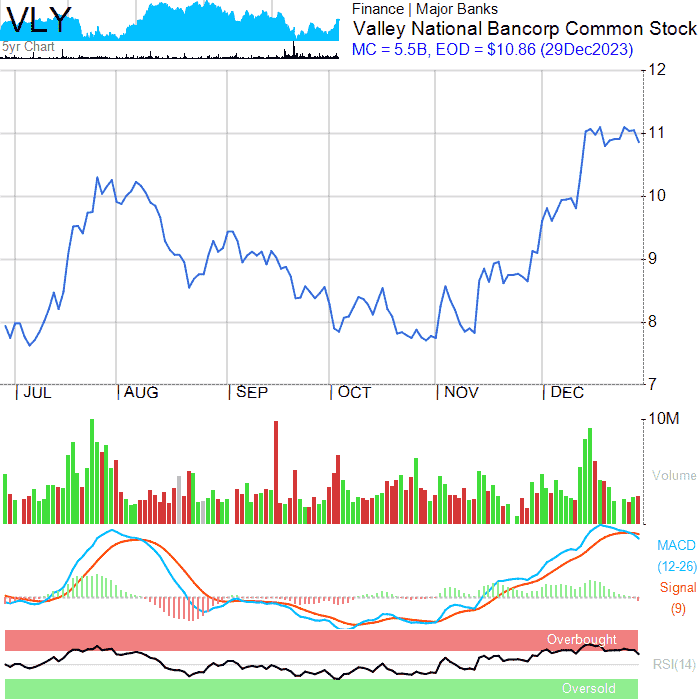 VLY
5yr Chart
Finance | Major Banks
Valley National Bancorp Common Stock
MC = 5.5B, EOD = $10.86 (29Dec2023)
12
11
10
9
8
7
JUL AUG SEP OCT NOV DEC
10M
Volume
MACD
(12-26)
Signal
(9)
Overbought
RSI(14)
Oversold